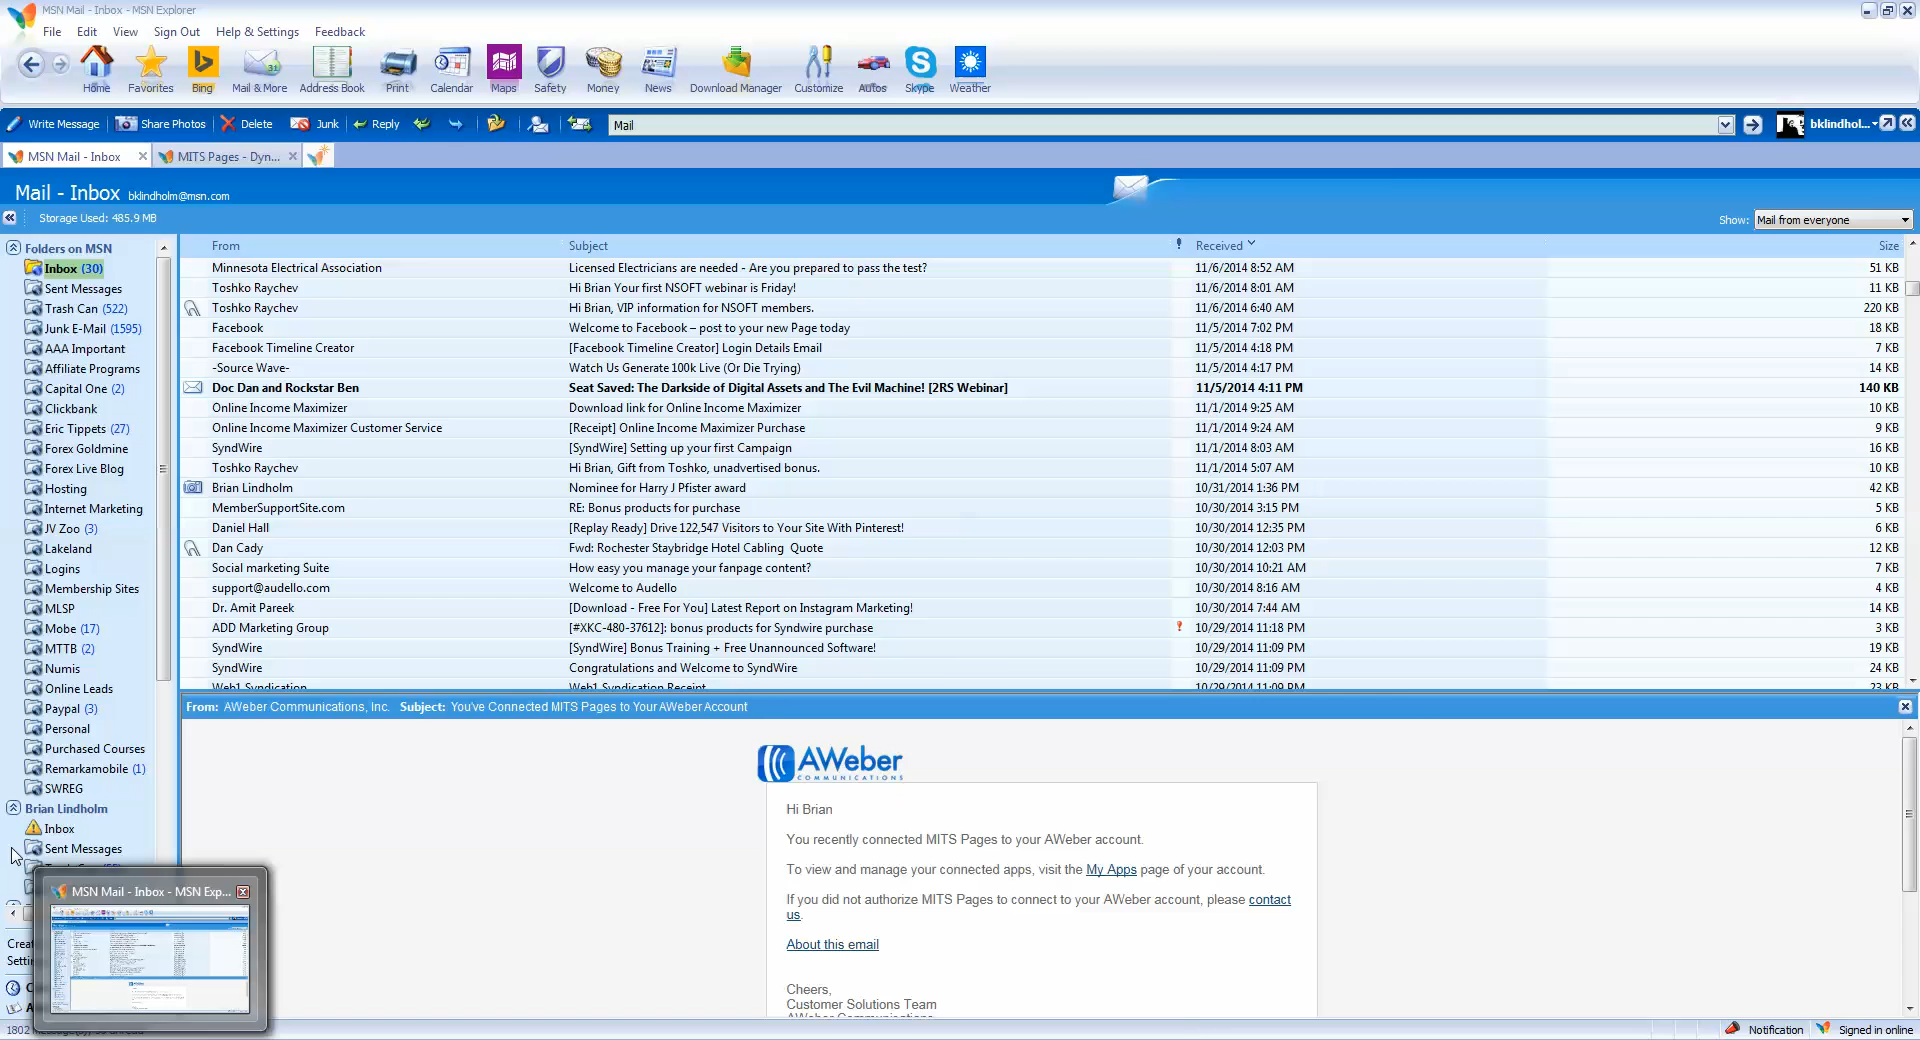 MSN Mail - Inbox - MSN Explorer
File Edit View Sign Out Help & Settings Feedback
31
Home Favorites Bing Mail & More Address Book Print Calendar Maps Safety Money News Download Manager Customize Autos Skype Weather
Write Message Share Photos Delete Junk Reply Mail bklindhol...
MSN Mail - Inbox MITS Pages - Dyn...
Mail - Inbox bklindholm@msn.com
Storage Used: 485.9 MB Show: Mail from everyone
Folders on MSN From Subject Received Size
Inbox (30) Minnesota Electrical Association Licensed Electricians are needed - Are you prepared to pass the test? 11/6/2014 8:52 AM 51 KB
Sent Messages Toshko Raychev Hi Brian Your first NSOFT webinar is Friday! 11/6/2014 8:01 AM 11 KB
Trash Can (522) Toshko Raychev Hi Brian, VIP information for NSOFT members. 11/6/2014 6:40 AM 220 KB
Junk E-Mail (1595) Facebook Welcome to Facebook – post to your new Page today 11/5/2014 7:02 PM 18 KB
AAA Important Facebook Timeline Creator [Facebook Timeline Creator] Login Details Email 11/5/2014 4:18 PM 7 KB
Affiliate Programs -Source Wave- Watch Us Generate 100k Live (Or Die Trying) 11/5/2014 4:17 PM 14 KB
Capital One (2) Doc Dan and Rockstar Ben Seat Saved: The Darkside of Digital Assets and The Evil Machine! [2RS Webinar] 11/5/2014 4:11 PM 140 KB
Clickbank Online Income Maximizer Download link for Online Income Maximizer 11/1/2014 9:25 AM 10 KB
Eric Tippets (27) Online Income Maximizer Customer Service [Receipt] Online Income Maximizer Purchase 11/1/2014 9:24 AM 9 KB
Forex Goldmine SyndWire [SyndWire] Setting up your first Campaign 11/1/2014 8:03 AM 16 KB
Forex Live Blog Toshko Raychev Hi Brian, Gift from Toshko, unadvertised bonus. 11/1/2014 5:07 AM 10 KB
Hosting Brian Lindholm Nominee for Harry J Pfister award 10/31/2014 1:36 PM 42 KB
Internet Marketing MemberSupportSite.com RE: Bonus products for purchase 10/30/2014 3:15 PM 5 KB
JV Zoo (3) Daniel Hall [Replay Ready] Drive 122,547 Visitors to Your Site With Pinterest! 10/30/2014 12:35 PM 6 KB
Lakeland Dan Cady Fwd: Rochester Staybridge Hotel Cabling Quote 10/30/2014 12:03 PM 12 KB
Logins Social marketing Suite How easy you manage your fanpage content? 10/30/2014 10:21 AM 7 KB
Membership Sites support@audello.com Welcome to Audello 10/30/2014 8:16 AM 4 KB
MLSP Dr. Amit Pareek [Download - Free For You] Latest Report on Instagram Marketing! 10/30/2014 7:44 AM 14 KB
Mobe (17) ADD Marketing Group [#XKC-480-37612]: bonus products for Syndwire purchase 10/29/2014 11:18 PM 3 KB
MTTB (2) SyndWire [SyndWire] Bonus Training + Free Unannounced Software! 10/29/2014 11:09 PM 19 KB
Numis SyndWire Congratulations and Welcome to SyndWire 10/29/2014 11:09 PM 24 KB
Online Leads Web1 Syndication Web1 Syndication Receipt 10/29/2014 11:09 PM 23 KB
Paypal (3) From: AWeber Communications, Inc. Subject: You've Connected MITS Pages to Your AWeber Account
Personal
Purchased Courses
Remarkamobile (1) AWeber COMMUNICATIONS
SWREG
Brian Lindholm Hi Brian
Inbox You recently connected MITS Pages to your AWeber account.
Sent Messages
To view and manage your connected apps, visit the My Apps page of your account.
MSN Mail - Inbox - MSN Exp...
If you did not authorize MITS Pages to connect to your AWeber account, please contact
us.
About this email
Cheers,
Customer Solutions Team
AWeber Communications
Notification Signed in online